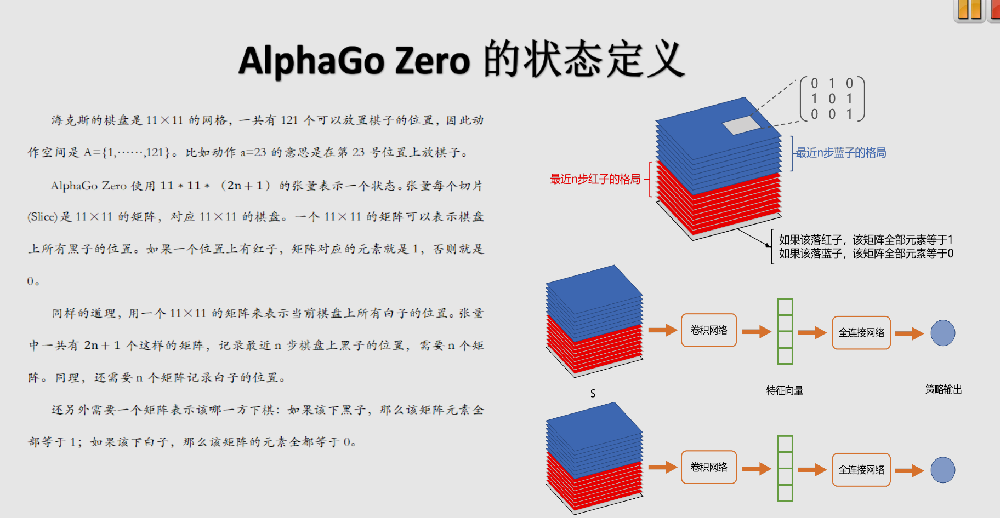 AlphaGo Zero 的状态定义
海克斯的棋盘是 11×11 的网格，一共有 121 个可以放置棋子的位置，因此动
作空间是 A={1,……,121}。比如动作 a=23 的意思是在第 23 号位置上放棋子。
AlphaGo Zero 使用 11 * 11 * （2n + 1）的张量表示一个状态。张量每个切片
(Slice)是 11×11 的矩阵，对应 11×11 的棋盘。一个 11×11 的矩阵可以表示棋盘
上所有黑子的位置。如果一个位置上有红子，矩阵对应的元素就是 1，否则就是
0。
同样的道理，用一个 11×11 的矩阵来表示当前棋盘上所有白子的位置。张量
中一共有 2n + 1 个这样的矩阵，记录最近 n 步棋盘上黑子的位置，需要 n 个矩
阵。同理，还需要 n 个矩阵记录白子的位置。
还另外需要一个矩阵表示该哪一方下棋：如果该下黑子，那么该矩阵元素全
部等于 1；如果该下白子，那么该矩阵的元素全都等于 0。
0 1 0
1 0 1
0 0 1
最近n步蓝子的格局
最近n步红子的格局
如果该落红子，该矩阵全部元素等于1
如果该落蓝子，该矩阵全部元素等于0
卷积网络
全连接网络
S
特征向量
策略输出
卷积网络
全连接网络